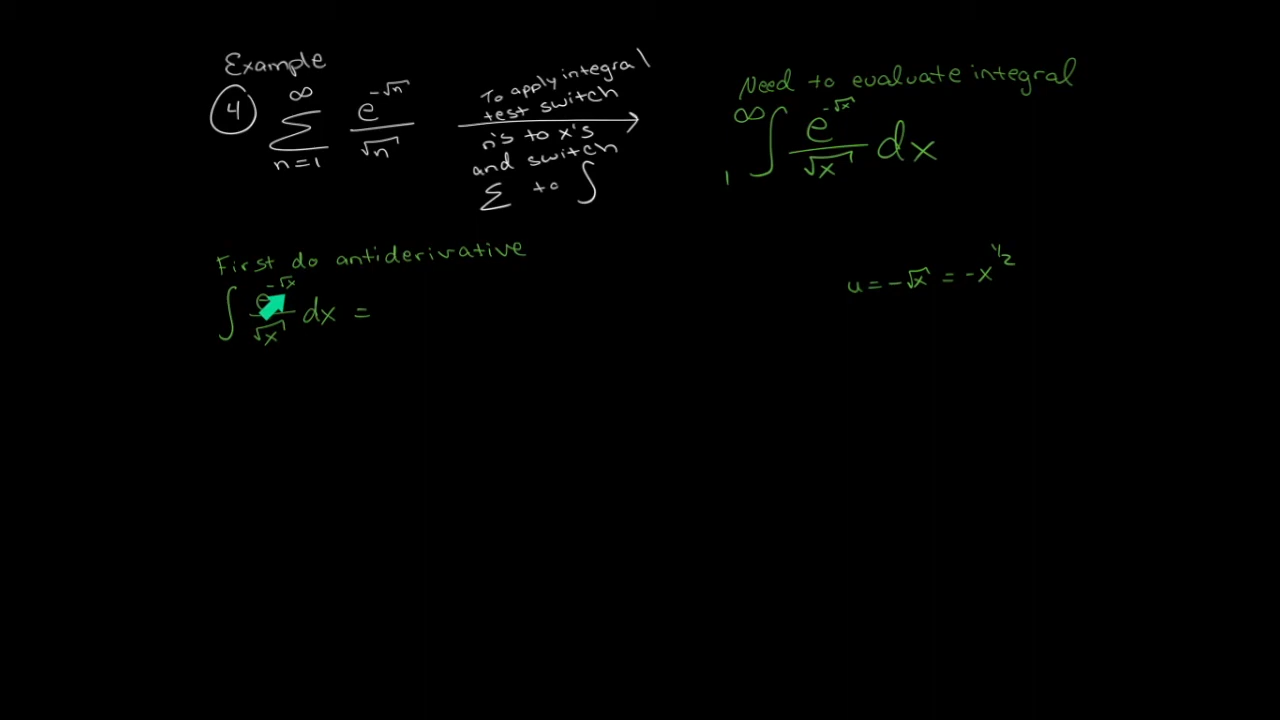 Example
④ ∞ ∑ n=1 e^-√n / √n
To apply integral
test switch
n's to x's
and switch
∑ to ∫
Need to evaluate integral
∞ ∫ 1 e^-√x / √x dx
First do antiderivative
∫ e^-√x / √x dx =
u = -√x = -x^1/2